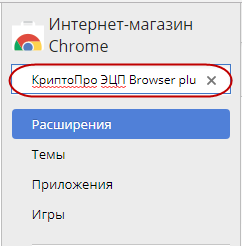 Интернет-магазин
Chrome
КриптоПро ЭЦП Browser plu
Расширения
Темы
Приложения
Игры